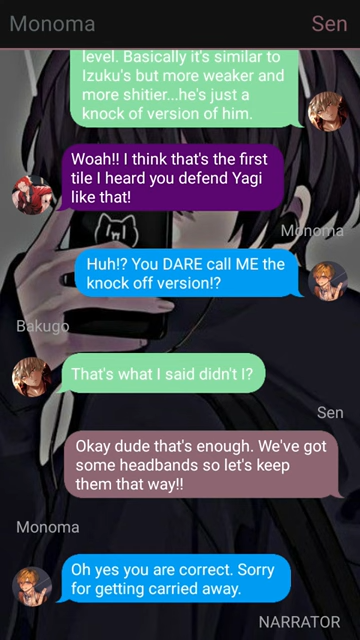 Monoma
Sen
level. Basically it's similar to
Izuku's but more weaker and
more shitier...he's just a
knock of version of him.
Woah!! I think that's the first
tile I heard you defend Yagi
like that!
Monoma
Huh!? You DARE call ME the
knock off version!?
Bakugo
That's what I said didn't I?
Sen
Okay dude that's enough. We've got
some headbands so let's keep
them that way!!
Monoma
Oh yes you are correct. Sorry
for getting carried away.
NARRATOR